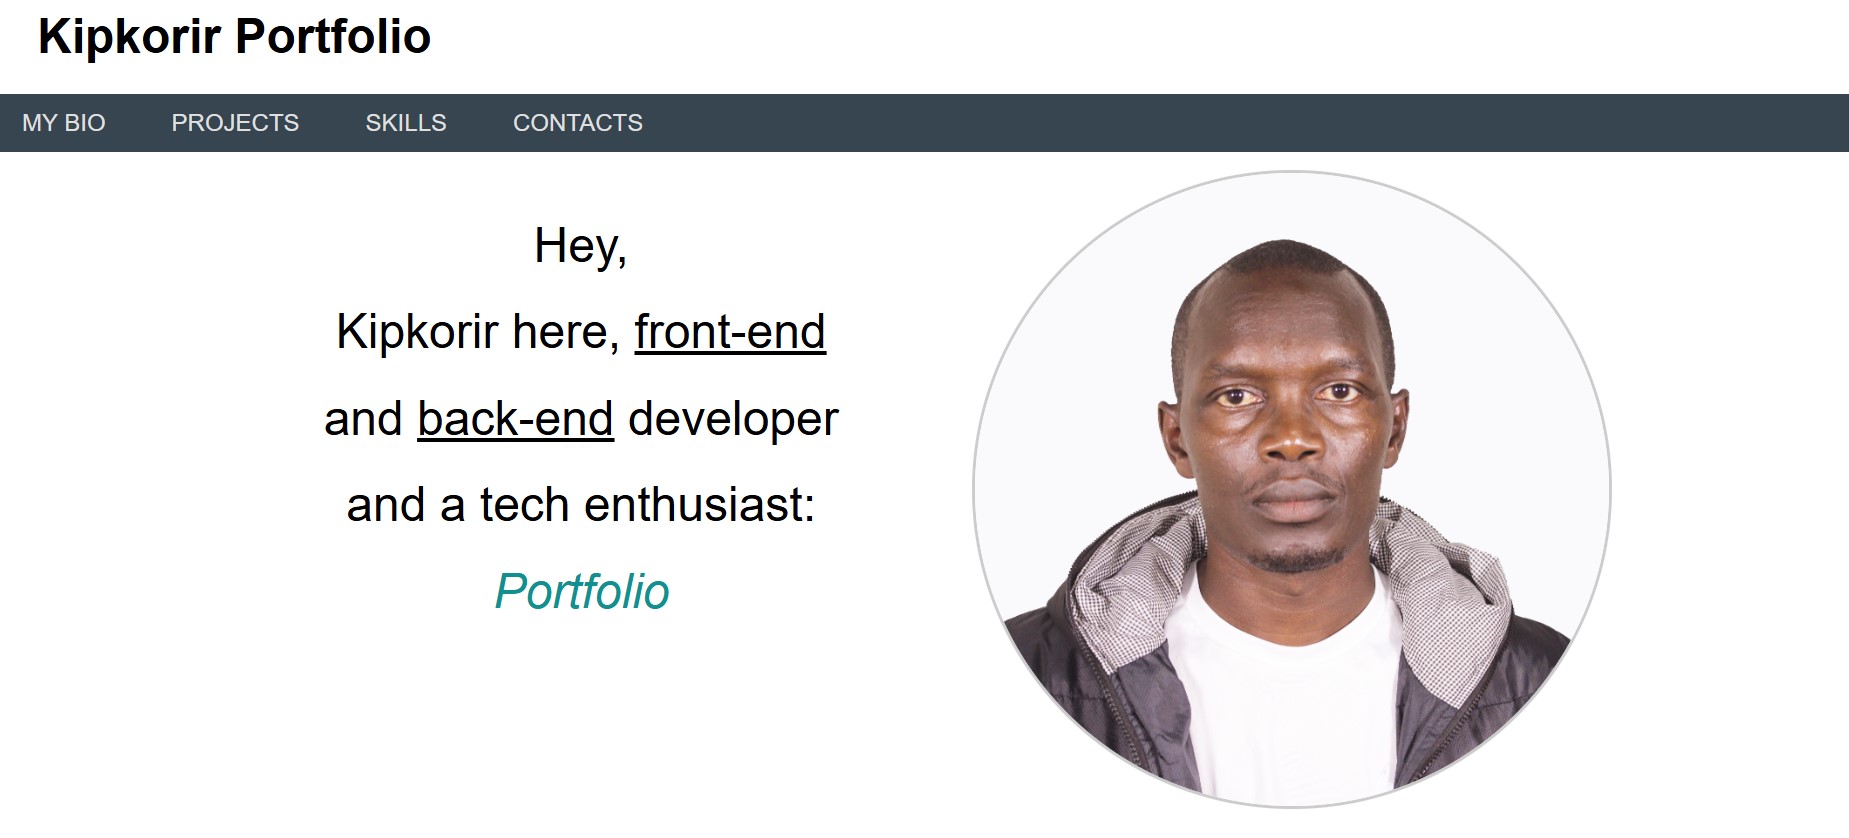 Kipkorir Portfolio
MY BIO PROJECTS SKILLS CONTACTS
Hey,
Kipkorir here, front-end
and back-end developer
and a tech enthusiast:
Portfolio